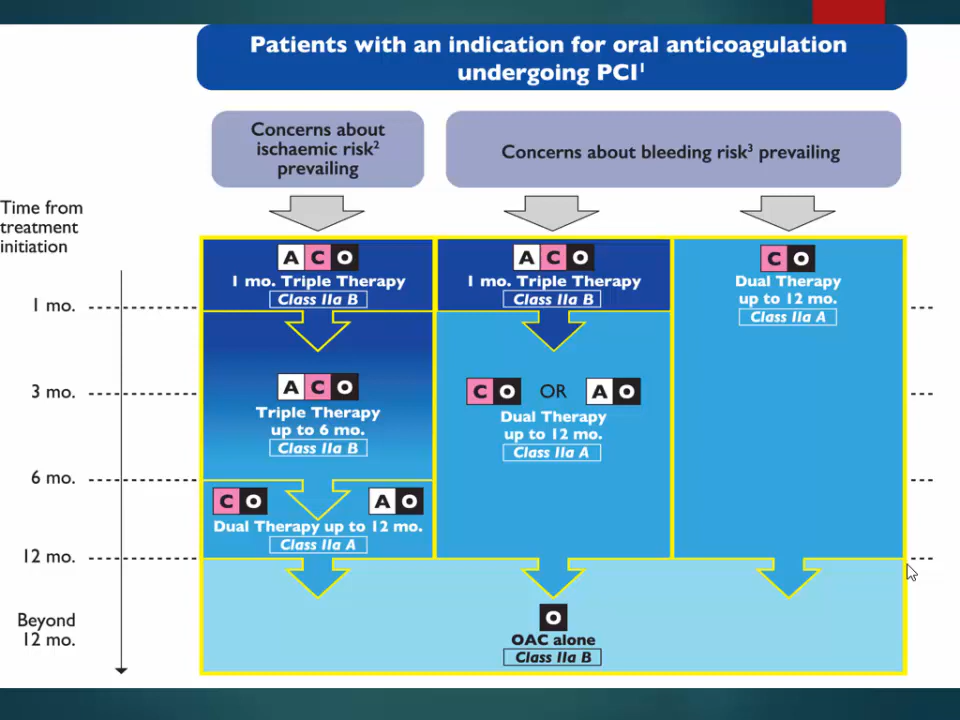 Patients with an indication for oral anticoagulation
undergoing PCI¹
Concerns about
ischaemic risk²
prevailing
Concerns about bleeding risk³ prevailing
Time from
treatment
initiation
A C O
1 mo. Triple Therapy
Class IIa B
A C O
1 mo. Triple Therapy
Class IIa B
C O
Dual Therapy
up to 12 mo.
Class IIa A
1 mo.
3 mo.
A C O
Triple Therapy
up to 6 mo.
Class IIa B
C O OR A O
Dual Therapy
up to 12 mo.
Class IIa A
6 mo.
C O A O
Dual Therapy up to 12 mo.
Class IIa A
12 mo.
Beyond
12 mo.
O
OAC alone
Class IIa B